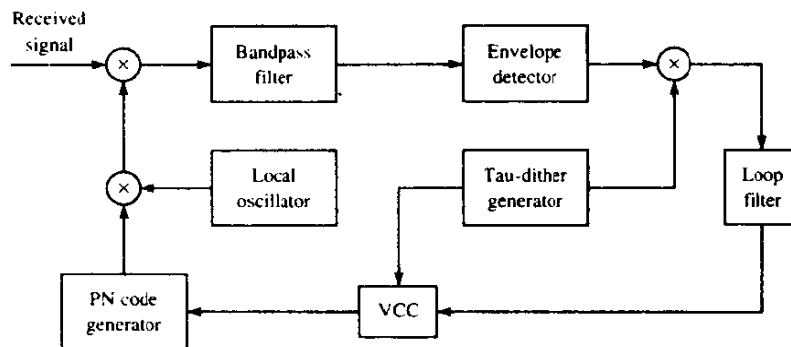 Received
signal
×
Bandpass
filter
Envelope
detector
×
×
Local
oscillator
Tau-dither
generator
Loop
filter
PN code
generator
VCC